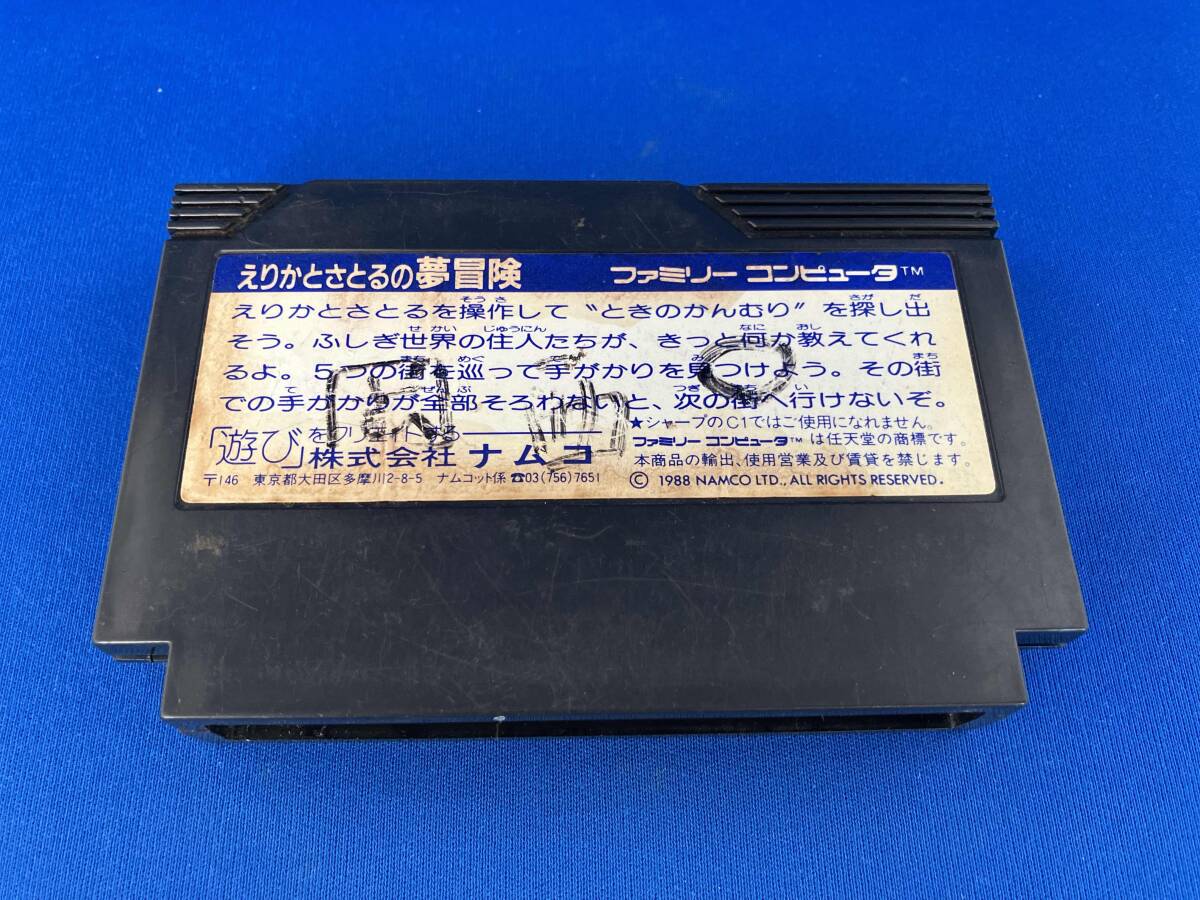 えりかとさとるの夢冒険 ファミリー コンピュータ™
えりかとさとるを操作して“ときのかんむり”を探し出
そう。ふしぎ世界の住人たちが、きっと何か教えてくれ
るよ。5つの街を巡って手がかりを見つけよう。その街
での手がかりが全部そろわないと、次の街へ行けないぞ。
「遊び」をクリエイトする
株式会社ナムコ
〒146 東京都大田区多摩川2-8-5 ナムコット係 ☎03(756)7651
★シャープのC1ではご使用になれません。
ファミリー コンピュータ™ は任天堂の商標です。
本商品の輸出、使用営業及び賃貸を禁じます。
© 1988 NAMCO LTD., ALL RIGHTS RESERVED.